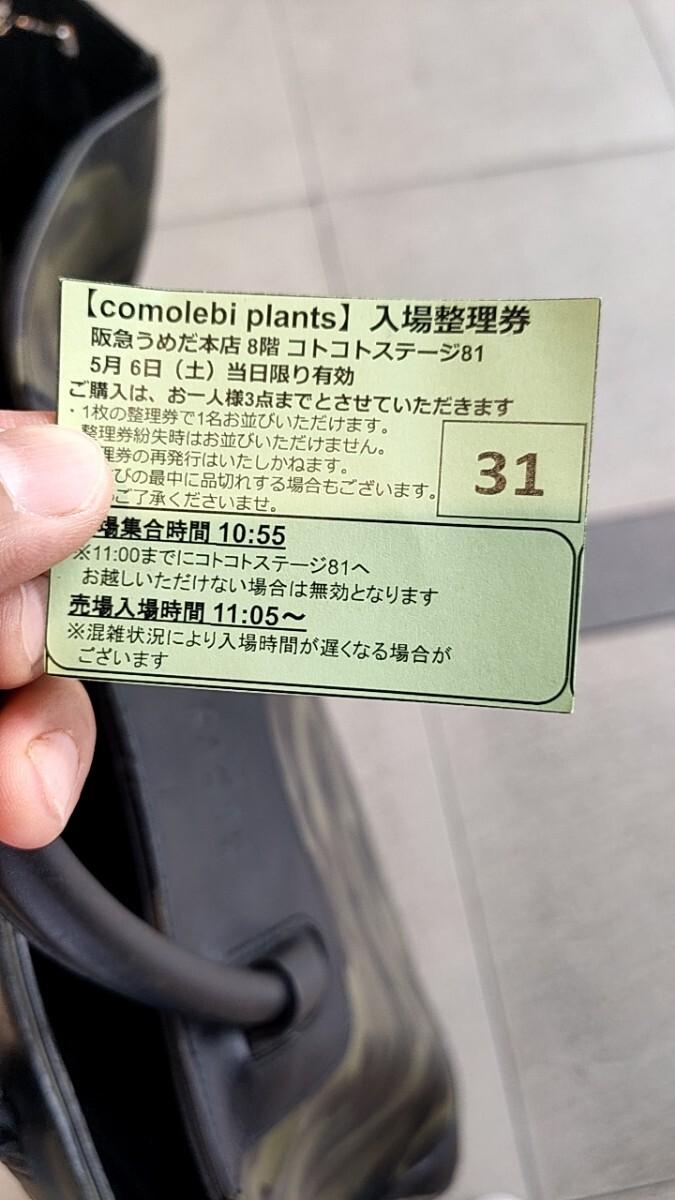 【comolebi plants】入場整理券
阪急うめだ本店 8階 コトコトステージ81
5月 6日（土）当日限り有効
ご購入は、お一人様3点までとさせていただきます
・1枚の整理券で1名お並びいただけます。
整理券紛失時はお並びいただけません。
理券の再発行はいたしかねます。
びの最中に品切れする場合もございます。
ご了承くださいませ。
31
場集合時間 10:55
※11:00までにコトコトステージ81へ
お越しいただけない場合は無効となります
売場入場時間 11:05～
※混雑状況により入場時間が遅くなる場合が
ございます